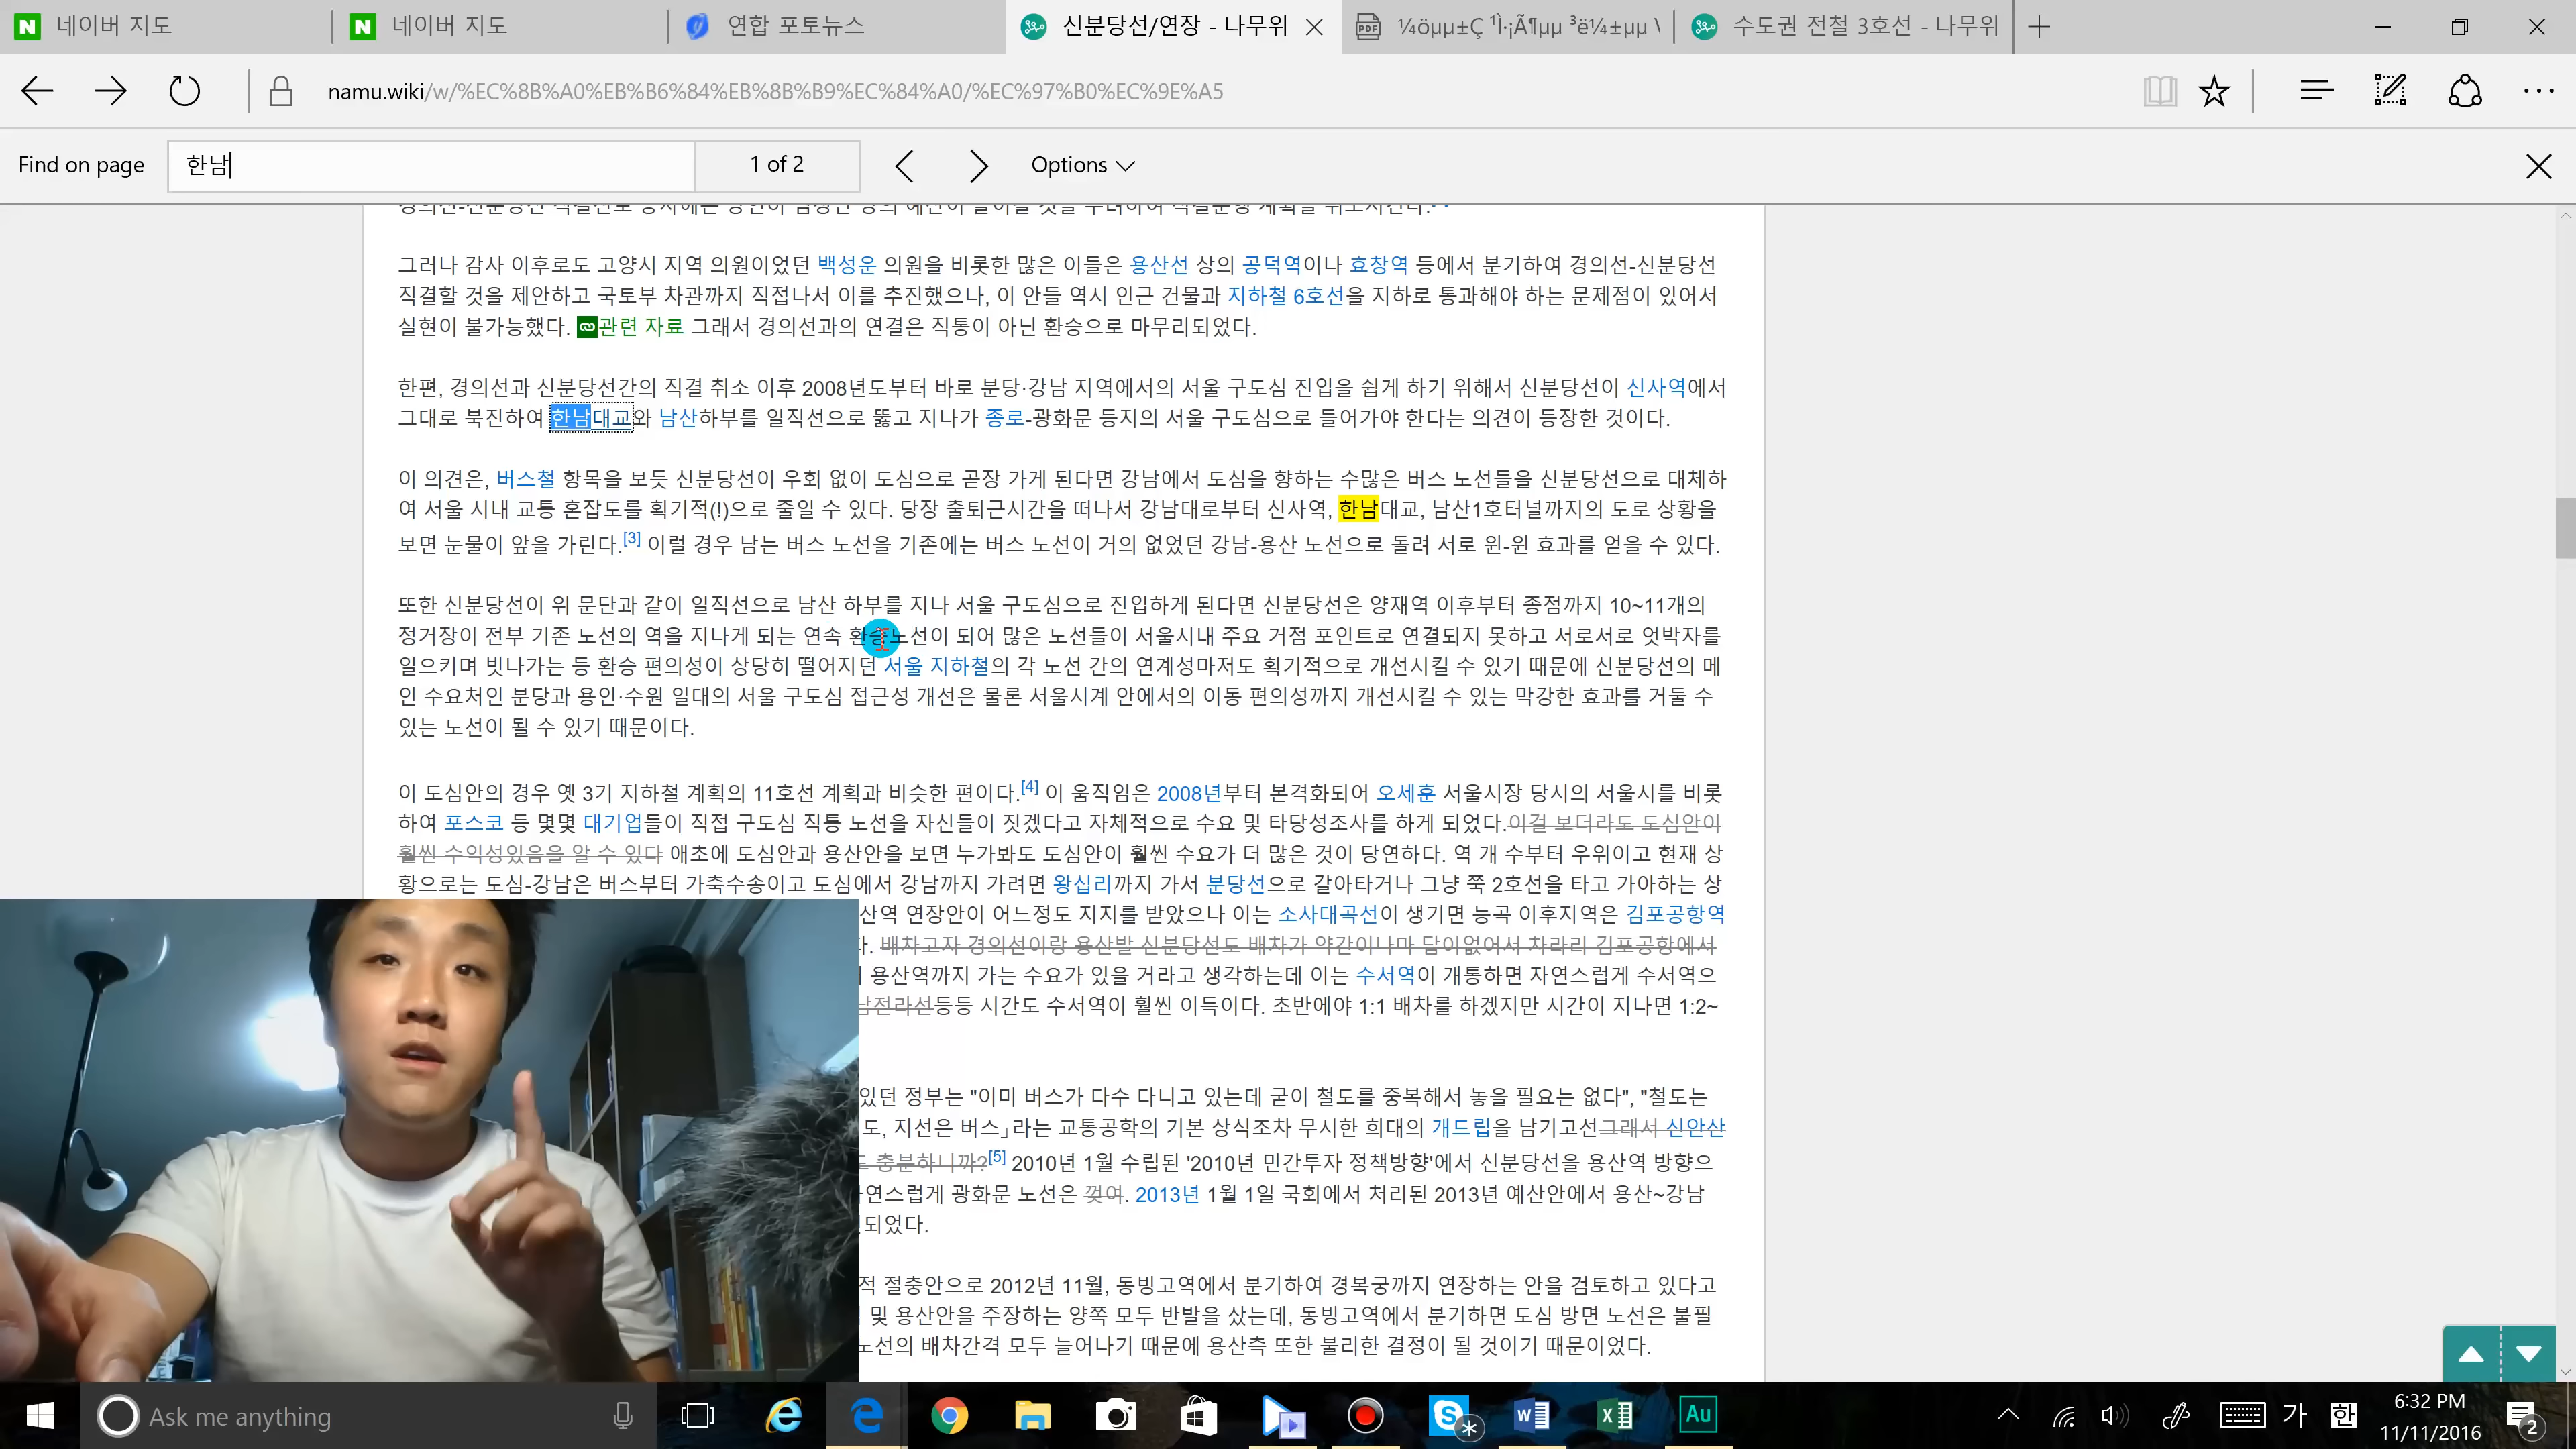 네이버 지도
네이버 지도
연합 포토뉴스
신분당선/연장 - 나무위
¼öµµ±Ç ¹Ì·¡Ã¶µµ ³ë¼±µµ \
수도권 전철 3호선 - 나무위
namu.wiki/w/%EC%8B%A0%EB%B6%84%EB%8B%B9%EC%84%A0/%EC%97%B0%EC%9E%A5
Find on page
한남
1 of 2
Options
그러나 감사 이후로도 고양시 지역 의원이었던 백성운 의원을 비롯한 많은 이들은 용산선 상의 공덕역이나 효창역 등에서 분기하여 경의선-신분당선
직결할 것을 제안하고 국토부 차관까지 직접나서 이를 추진했으나, 이 안들 역시 인근 건물과 지하철 6호선을 지하로 통과해야 하는 문제점이 있어서
실현이 불가능했다. 관련 자료 그래서 경의선과의 연결은 직통이 아닌 환승으로 마무리되었다.
한편, 경의선과 신분당선간의 직결 취소 이후 2008년도부터 바로 분당·강남 지역에서의 서울 구도심 진입을 쉽게 하기 위해서 신분당선이 신사역에서
그대로 북진하여 한남대교와 남산하부를 일직선으로 뚫고 지나가 종로-광화문 등지의 서울 구도심으로 들어가야 한다는 의견이 등장한 것이다.
이 의견은, 버스철 항목을 보듯 신분당선이 우회 없이 도심으로 곧장 가게 된다면 강남에서 도심을 향하는 수많은 버스 노선들을 신분당선으로 대체하
여 서울 시내 교통 혼잡도를 획기적(!)으로 줄일 수 있다. 당장 출퇴근시간을 떠나서 강남대로부터 신사역, 한남대교, 남산1호터널까지의 도로 상황을
보면 눈물이 앞을 가린다.[3] 이럴 경우 남는 버스 노선을 기존에는 버스 노선이 거의 없었던 강남-용산 노선으로 돌려 서로 윈-윈 효과를 얻을 수 있다.
또한 신분당선이 위 문단과 같이 일직선으로 남산 하부를 지나 서울 구도심으로 진입하게 된다면 신분당선은 양재역 이후부터 종점까지 10~11개의
정거장이 전부 기존 노선의 역을 지나게 되는 연속 환승노선이 되어 많은 노선들이 서울시내 주요 거점 포인트로 연결되지 못하고 서로서로 엇박자를
일으키며 빗나가는 등 환승 편의성이 상당히 떨어지던 서울 지하철의 각 노선 간의 연계성마저도 획기적으로 개선시킬 수 있기 때문에 신분당선의 메
인 수요처인 분당과 용인·수원 일대의 서울 구도심 접근성 개선은 물론 서울시계 안에서의 이동 편의성까지 개선시킬 수 있는 막강한 효과를 거둘 수
있는 노선이 될 수 있기 때문이다.
이 도심안의 경우 옛 3기 지하철 계획의 11호선 계획과 비슷한 편이다.[4] 이 움직임은 2008년부터 본격화되어 오세훈 서울시장 당시의 서울시를 비롯
하여 포스코 등 몇몇 대기업들이 직접 구도심 직통 노선을 자신들이 짓겠다고 자체적으로 수요 및 타당성조사를 하게 되었다.이걸 보더라도 도심안이
훨씬 수익성있음을 알 수 있다 애초에 도심안과 용산안을 보면 누가봐도 도심안이 훨씬 수요가 더 많은 것이 당연하다. 역 개 수부터 우위이고 현재 상
황으로는 도심-강남은 버스부터 가축수송이고 도심에서 강남까지 가려면 왕십리까지 가서 분당선으로 갈아타거나 그냥 쭉 2호선을 타고 가아하는 상
산역 연장안이 어느정도 지지를 받았으나 이는 소사대곡선이 생기면 능곡 이후지역은 김포공항역
다. 배차고자 경의선이랑 용산발 신분당선도 배차가 약간이나마 답이없어서 차라리 김포공항에서
용산역까지 가는 수요가 있을 거라고 생각하는데 이는 수서역이 개통하면 자연스럽게 수서역으
남전라선등등 시간도 수서역이 훨씬 이득이다. 초반에야 1:1 배차를 하겠지만 시간이 지나면 1:2~
있던 정부는 "이미 버스가 다수 다니고 있는데 굳이 철도를 중복해서 놓을 필요는 없다", "철도는
도, 지선은 버스」라는 교통공학의 기본 상식조차 무시한 희대의 개드립을 남기고선그래서 신안산
도 충분하니까?[5] 2010년 1월 수립된 '2010년 민간투자 정책방향'에서 신분당선을 용산역 방향으
자연스럽게 광화문 노선은 껒여. 2013년 1월 1일 국회에서 처리된 2013년 예산안에서 용산~강남
되었다.
적 절충안으로 2012년 11월, 동빙고역에서 분기하여 경복궁까지 연장하는 안을 검토하고 있다고
및 용산안을 주장하는 양쪽 모두 반발을 샀는데, 동빙고역에서 분기하면 도심 방면 노선은 불필
노선의 배차간격 모두 늘어나기 때문에 용산측 또한 불리한 결정이 될 것이기 때문이었다.
Ask me anything
Au
가
한
6:32 PM
11/11/2016
2